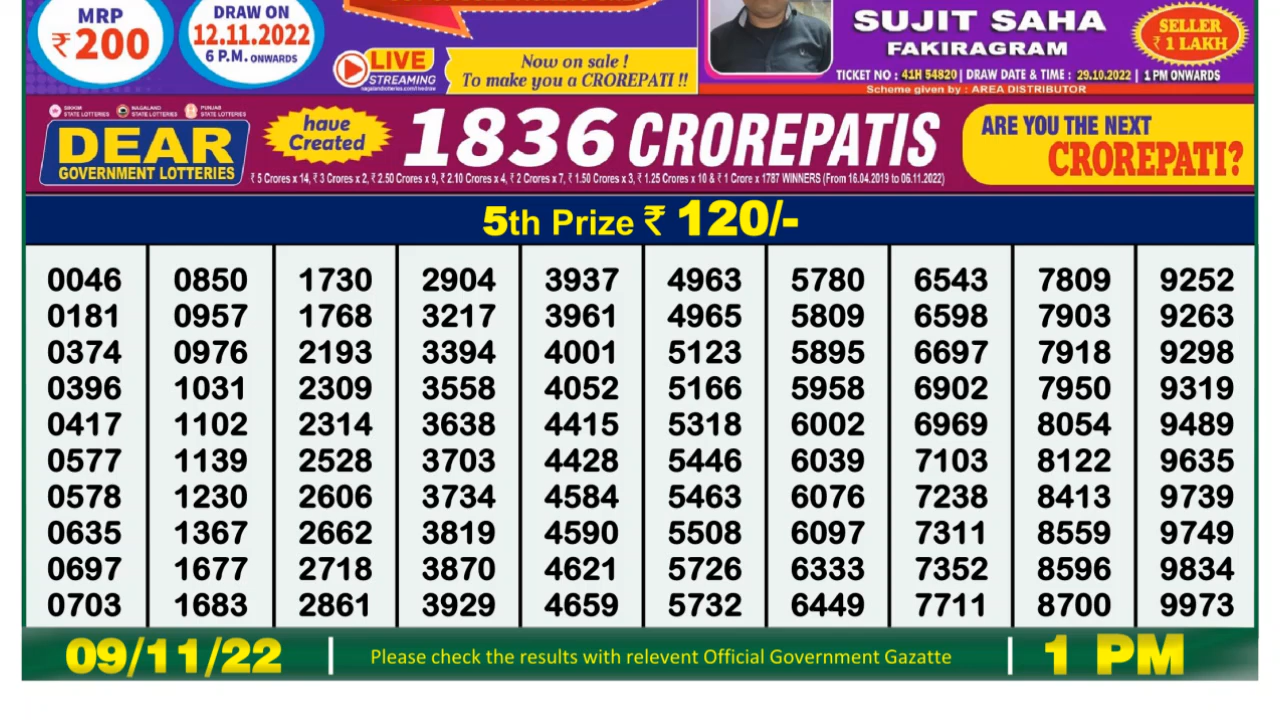 MRP
₹200
DRAW ON
12.11.2022
6 P.M. ONWARDS
LIVE
STREAMING
nagalandlotteries.com/livedraw
Now on sale !
To make you a CROREPATI !!
SUJIT SAHA
FAKIRAGRAM
SELLER
₹ 1 LAKH
TICKET NO : 41H 54820 | DRAW DATE & TIME : 29.10.2022 | 1 PM ONWARDS
Scheme given by : AREA DISTRIBUTOR
SIKKIM STATE LOTTERIES NAGALAND STATE LOTTERIES PUNJAB STATE LOTTERIES
DEAR
GOVERNMENT LOTTERIES
have
Created
1836 CROREPATIS
₹ 5 Crores x 14, ₹ 3 Crores x 2, ₹ 2.50 Crores x 9, ₹ 2.10 Crores x 4, ₹ 2 Crores x 7, ₹ 1.50 Crores x 3, ₹ 1.25 Crores x 10 & ₹ 1 Crore x 1787 WINNERS (From 16.04.2019 to 06.11.2022)
ARE YOU THE NEXT
CROREPATI?
5th Prize ₹ 120/-
0046 0850 1730 2904 3937 4963 5780 6543 7809 9252
0181 0957 1768 3217 3961 4965 5809 6598 7903 9263
0374 0976 2193 3394 4001 5123 5895 6697 7918 9298
0396 1031 2309 3558 4052 5166 5958 6902 7950 9319
0417 1102 2314 3638 4415 5318 6002 6969 8054 9489
0577 1139 2528 3703 4428 5446 6039 7103 8122 9635
0578 1230 2606 3734 4584 5463 6076 7238 8413 9739
0635 1367 2662 3819 4590 5508 6097 7311 8559 9749
0697 1677 2718 3870 4621 5726 6333 7352 8596 9834
0703 1683 2861 3929 4659 5732 6449 7711 8700 9973
09/11/22
Please check the results with relevent Official Government Gazatte
1 PM